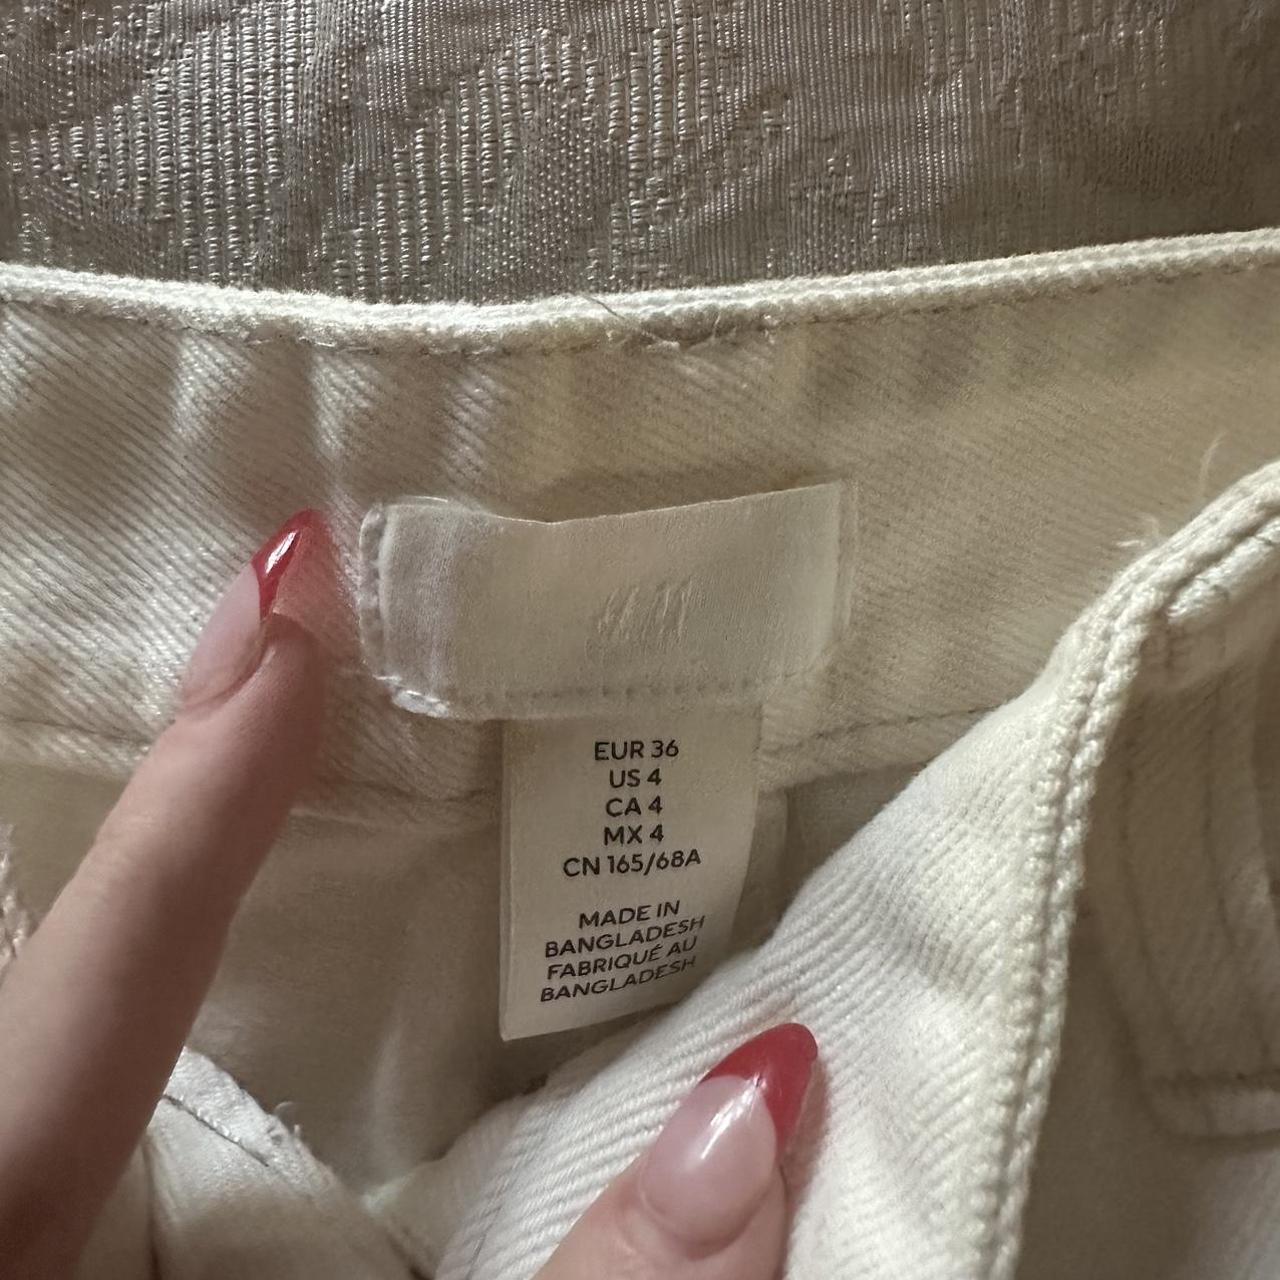 H&M
EUR 36
US 4
CA 4
MX 4
CN 165/68A
MADE IN
BANGLADESH
FABRIQUÉ AU
BANGLADESH